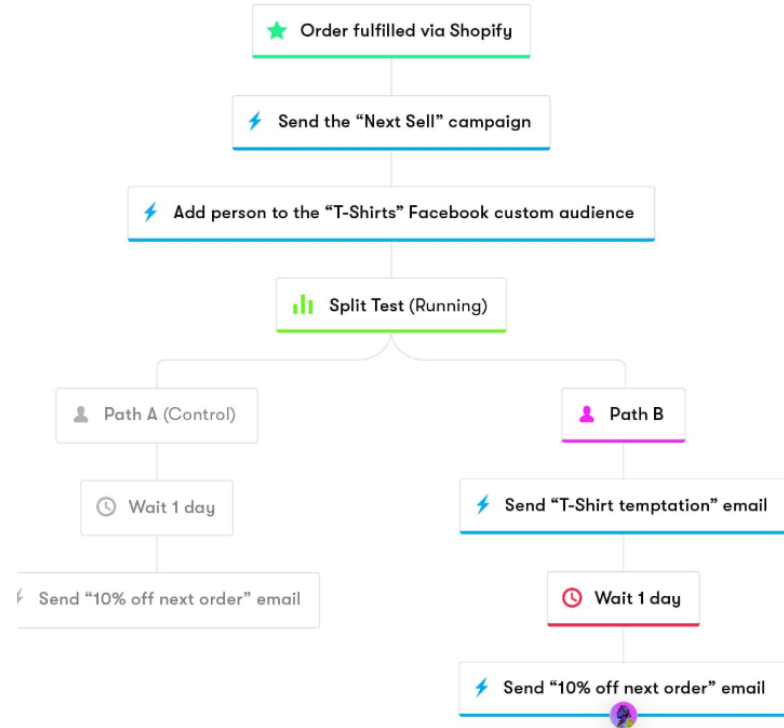 Order fulfilled via Shopify
Send the “Next Sell” campaign
Add person to the “T-Shirts” Facebook custom audience
Split Test (Running)
Path A (Control)
Wait 1 day
Send “10% off next order” email
Path B
Send “T-Shirt temptation” email
Wait 1 day
Send “10% off next order” email